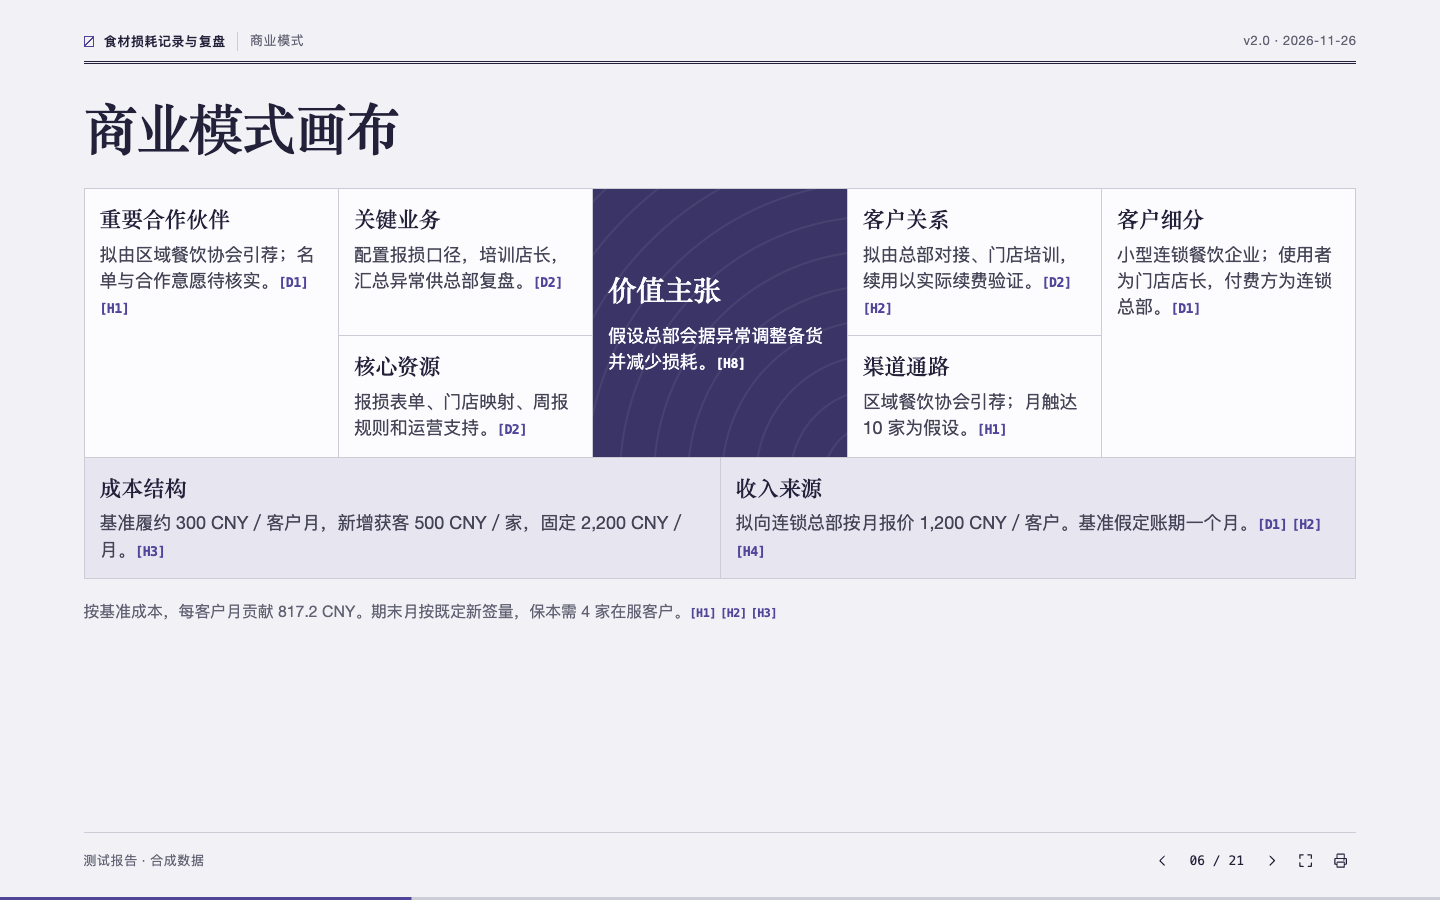 食材损耗记录与复盘
商业模式
v2.0 · 2026-11-26
商业模式画布
重要合作伙伴
拟由区域餐饮协会引荐；名
单与合作意愿待核实。[D1]
[H1]
关键业务
配置报损口径，培训店长，
汇总异常供总部复盘。[D2]
核心资源
报损表单、门店映射、周报
规则和运营支持。[D2]
价值主张
假设总部会据异常调整备货
并减少损耗。[H8]
客户关系
拟由总部对接、门店培训，
续用以实际续费验证。[D2]
[H2]
渠道通路
区域餐饮协会引荐；月触达
10 家为假设。[H1]
客户细分
小型连锁餐饮企业；使用者
为门店店长，付费方为连锁
总部。[D1]
成本结构
基准履约 300 CNY / 客户月，新增获客 500 CNY / 家，固定 2,200 CNY /
月。[H3]
收入来源
拟向连锁总部按月报价 1,200 CNY / 客户。基准假定账期一个月。[D1] [H2]
[H4]
按基准成本，每客户月贡献 817.2 CNY。期末月按既定新签量，保本需 4 家在服客户。[H1] [H2] [H3]
测试报告 · 合成数据
06 / 21